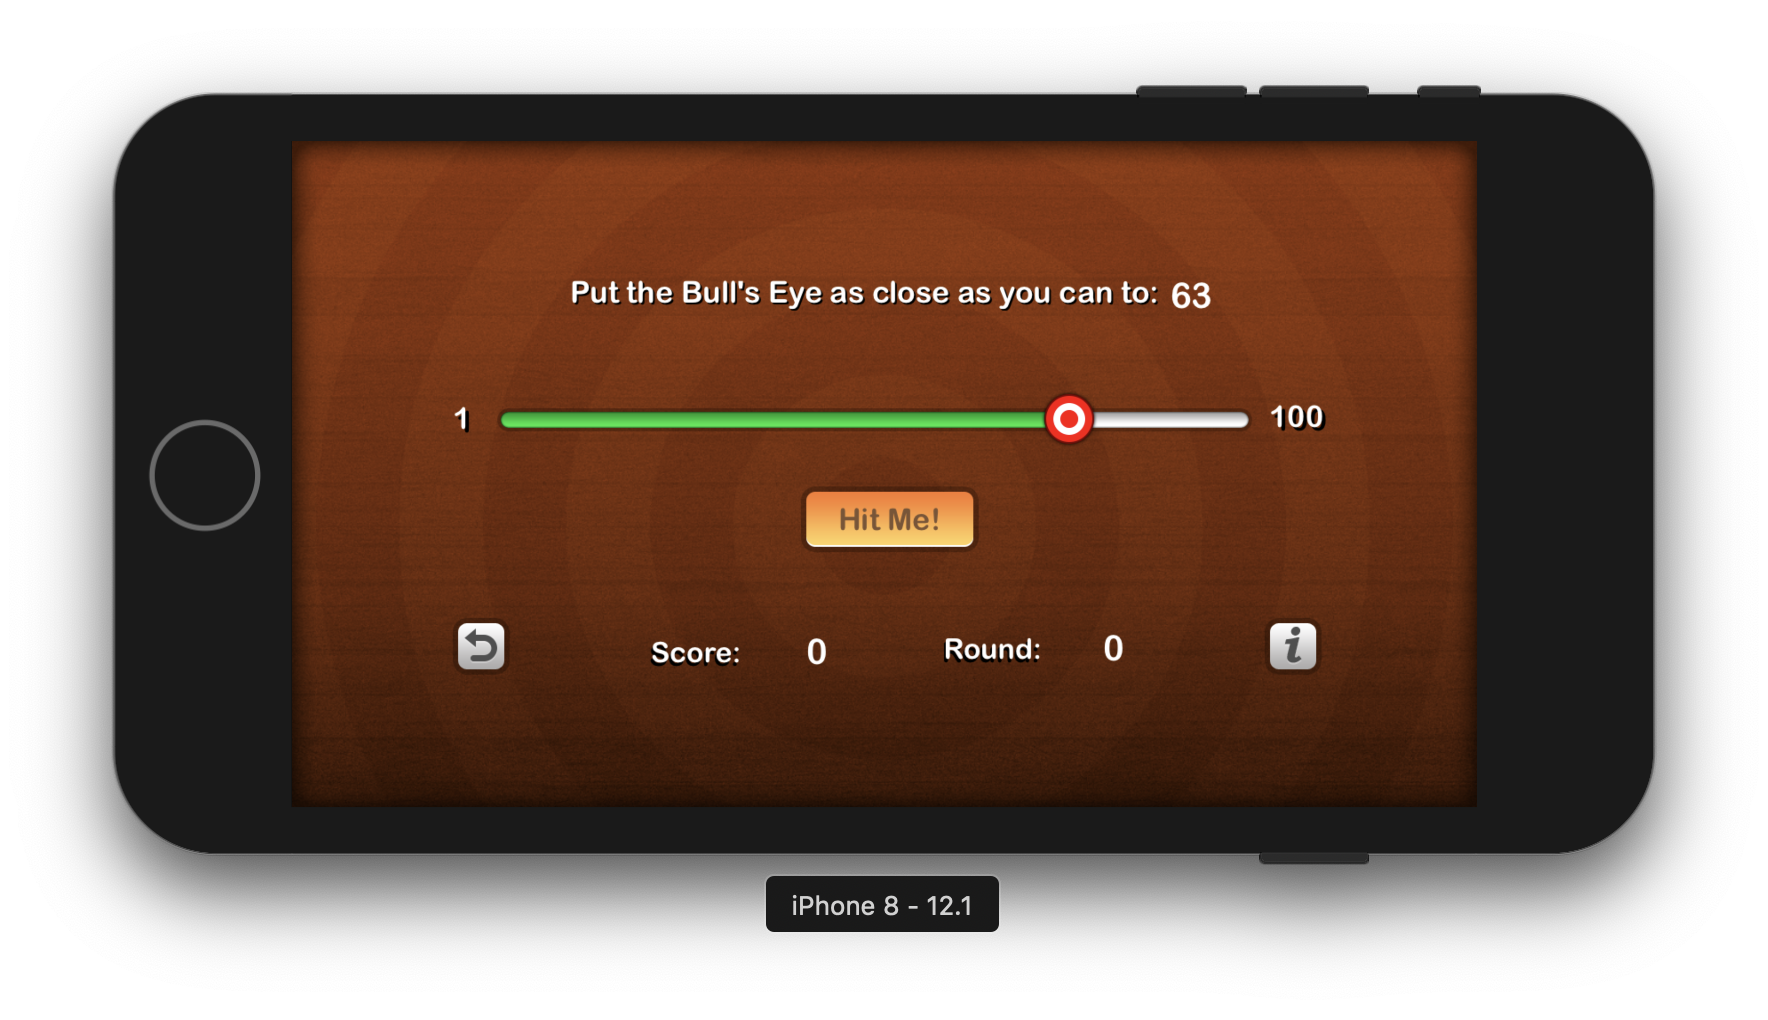 Put the Bull's Eye as close as you can to: 63
1 100
Hit Me!
Score: 0 Round: 0 i
iPhone 8 - 12.1